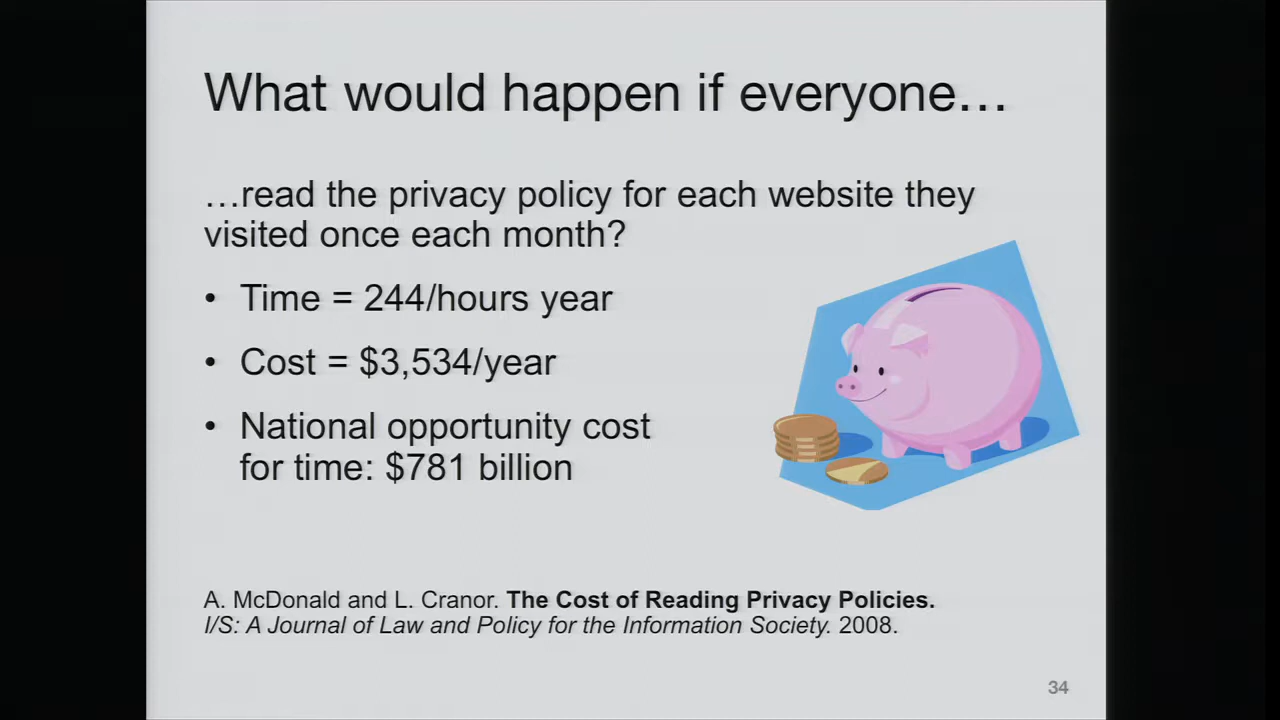 What would happen if everyone…
…read the privacy policy for each website they
visited once each month?
• Time = 244/hours year
• Cost = $3,534/year
• National opportunity cost
for time: $781 billion
A. McDonald and L. Cranor. The Cost of Reading Privacy Policies.
I/S: A Journal of Law and Policy for the Information Society. 2008.
34